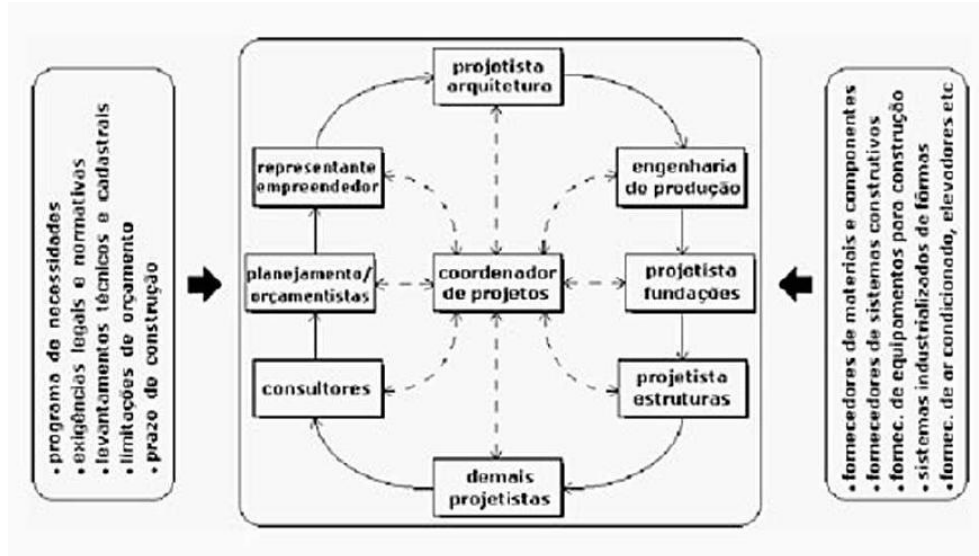 • programa de necessidades
• exigências legais e normativas
• levantamentos técnicos e cadastrais
• limitações de orçamento
• prazo de construção
projetista
arquitetura
representante
empreendedor
engenharia
de produção
planejamento/
orçamentistas
coordenador
de projetos
projetista
fundações
consultores
projetista
estruturas
demais
projetistas
• fornecedores de materiais e componentes
• fornecedores de sistemas construtivos
• fornec. de equipamentos para construção
• sistemas industrializados de fôrmas
• fornec. de ar condicionado, elevadores etc